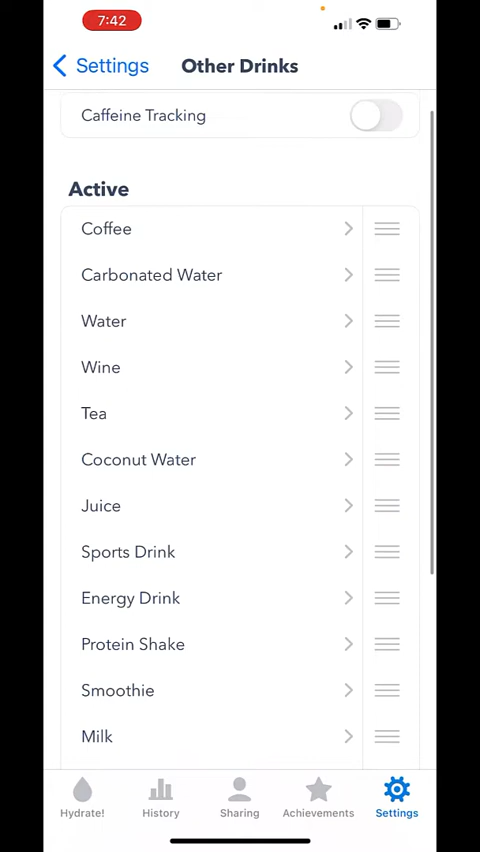 7:42
Settings
Other Drinks
Caffeine Tracking
Active
Coffee
Carbonated Water
Water
Wine
Tea
Coconut Water
Juice
Sports Drink
Energy Drink
Protein Shake
Smoothie
Milk
Hydrate! History Sharing Achievements Settings